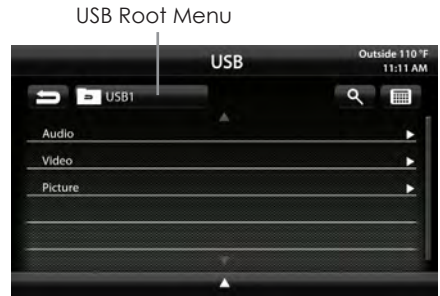 USB Root Menu
USB
Outside 110 °F
11:11 AM
USB1
Audio
Video
Picture